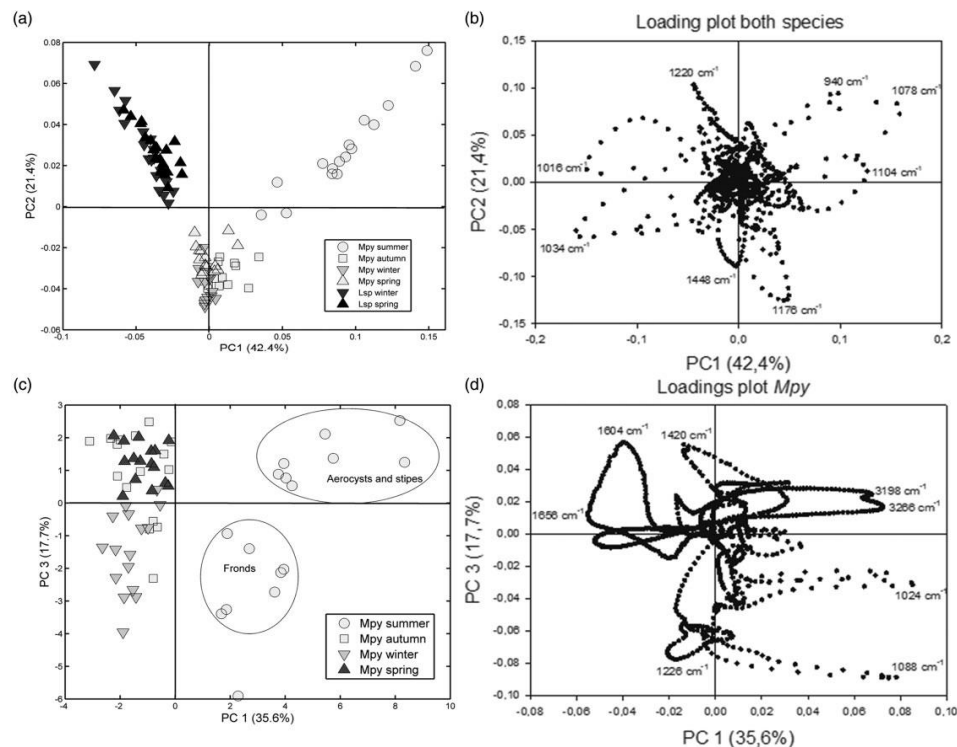 (a)
0.08
0.06
0.04
0.02
0
-0.02
-0.04
-0.06
-0.1
-0.05
0
0.05
0.1
0.15
PC2 (21.4%)
PC1 (42.4%)
Mpy summer
Mpy autumn
Mpy winter
Mpy spring
Lsp winter
Lsp spring
(b)
Loading plot both species
0,15
0,10
0,05
0,00
-0,05
-0,10
-0,15
-0,2
-0,1
0,0
0,1
0,2
PC2 (21,4%)
PC1 (42,4%)
1220 cm⁻¹
940 cm⁻¹
1078 cm⁻¹
1016 cm⁻¹
1104 cm⁻¹
1034 cm⁻¹
1448 cm⁻¹
1176 cm⁻¹
(c)
3
2
1
0
-1
-2
-3
-4
-5
-6
-4
-2
0
2
4
6
8
10
PC 3 (17.7%)
PC 1 (35.6%)
Aerocysts and stipes
Fronds
Mpy summer
Mpy autumn
Mpy winter
Mpy spring
(d)
Loadings plot Mpy
0,08
0,06
0,04
0,02
0,00
-0,02
-0,04
-0,06
-0,08
-0,10
-0,08
-0,06
-0,04
-0,02
0,00
0,02
0,04
0,06
0,08
0,10
PC 3 (17,7%)
PC 1 (35,6%)
1604 cm⁻¹
1420 cm⁻¹
1656 cm⁻¹
3198 cm⁻¹
3266 cm⁻¹
1024 cm⁻¹
1226 cm⁻¹
1088 cm⁻¹